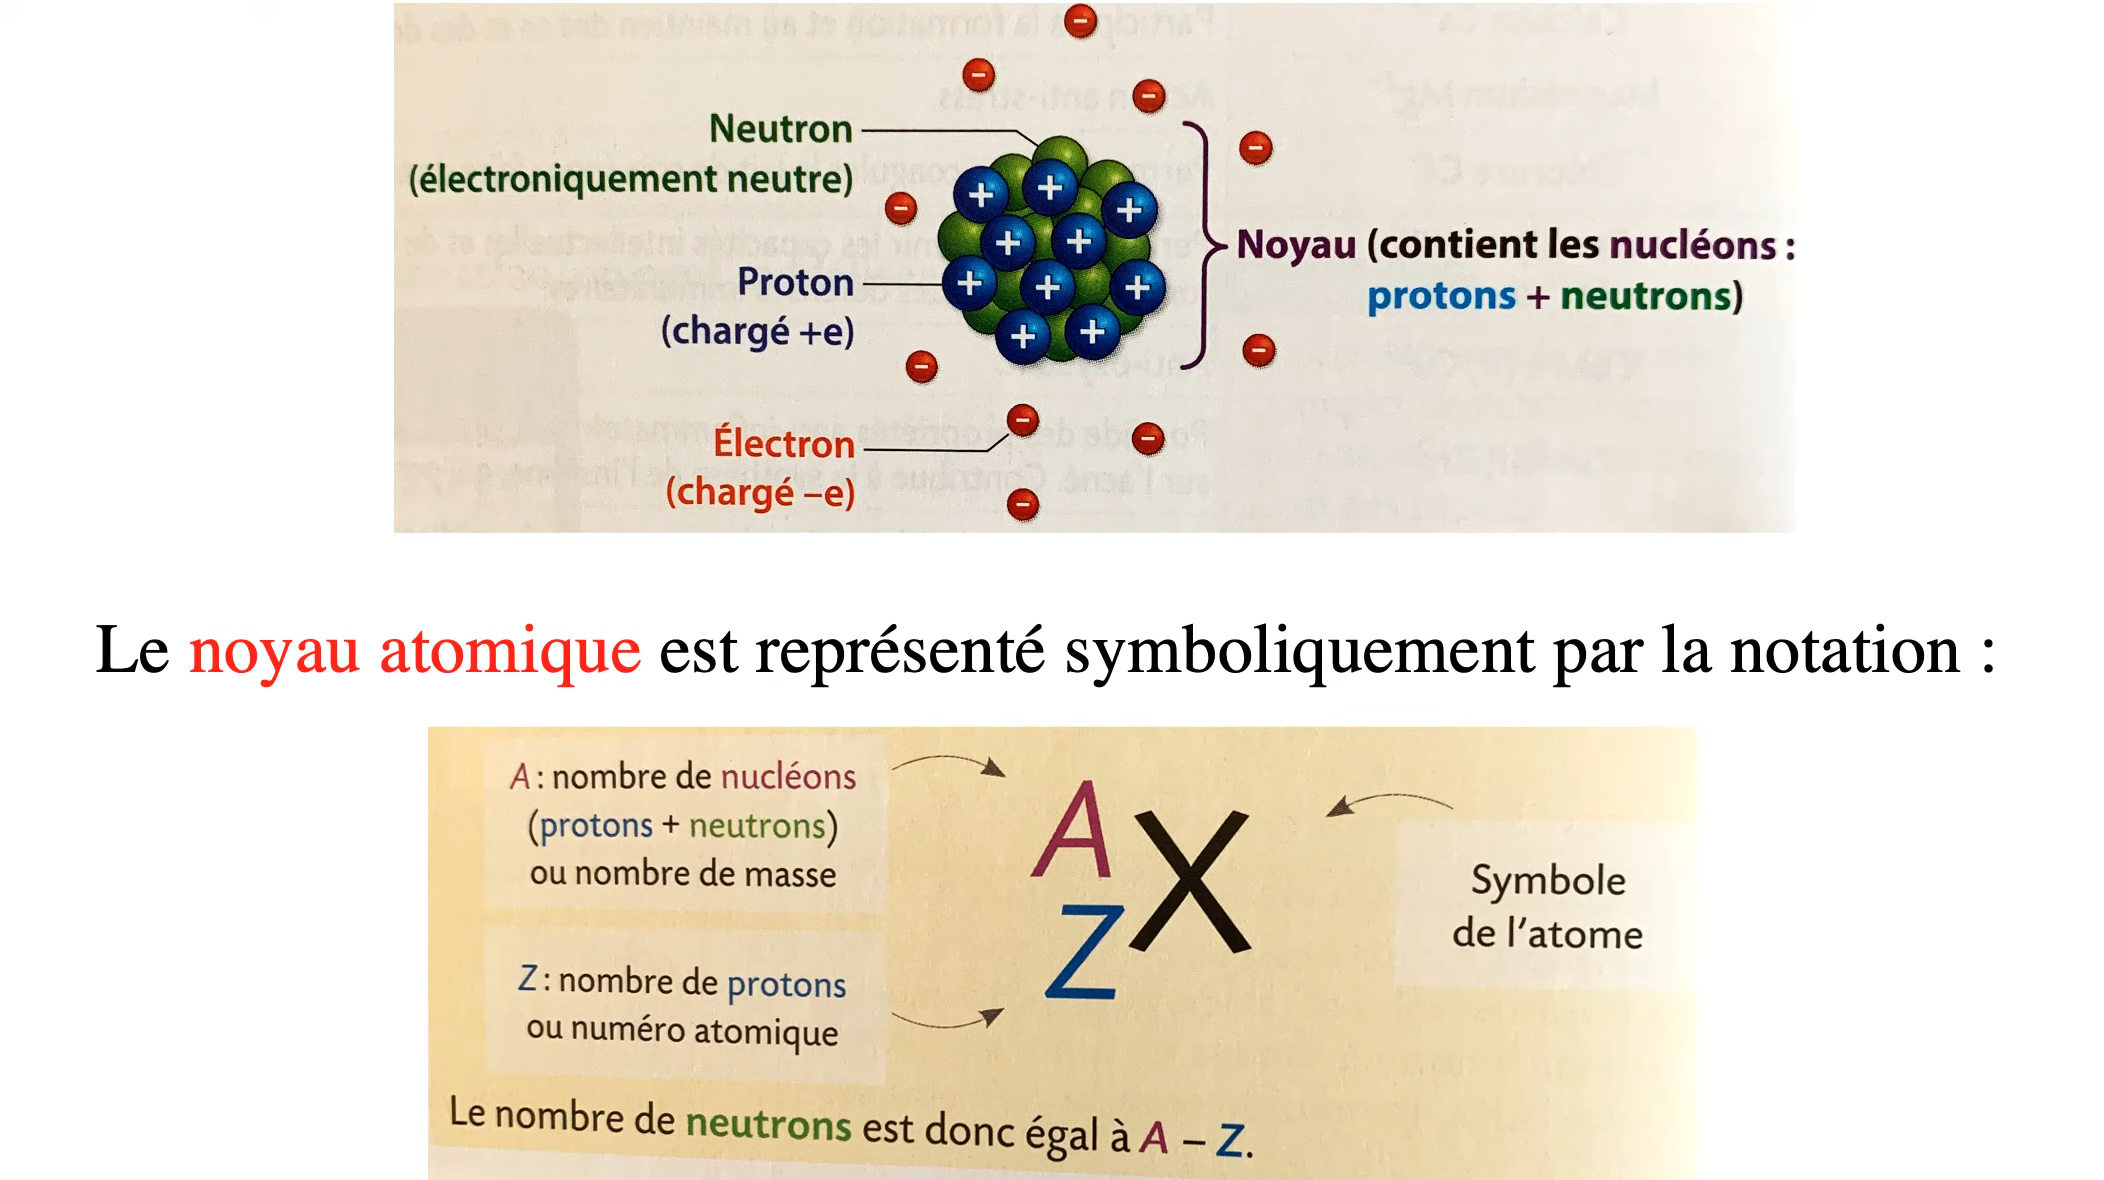 Neutron
(électroniquement neutre)
Proton
(chargé +e)
Électron
(chargé –e)
Noyau (contient les nucléons :
protons + neutrons)
Le noyau atomique est représenté symboliquement par la notation :
A : nombre de nucléons
(protons + neutrons)
ou nombre de masse
Z : nombre de protons
ou numéro atomique
A
Z
X
Symbole
de l'atome
Le nombre de neutrons est donc égal à A – Z.